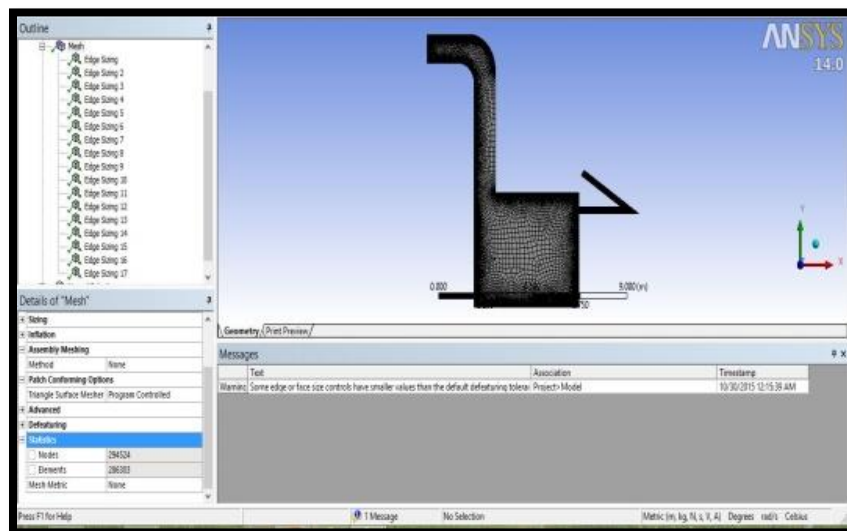 Outline
Mesh
Edge Sizing
Edge Sizing 2
Edge Sizing 3
Edge Sizing 4
Edge Sizing 5
Edge Sizing 6
Edge Sizing 7
Edge Sizing 8
Edge Sizing 9
Edge Sizing 10
Edge Sizing 11
Edge Sizing 12
Edge Sizing 13
Edge Sizing 14
Edge Sizing 15
Edge Sizing 16
Edge Sizing 17
Details of "Mesh"
Sizing
Inflation
Assembly Meshing
Method None
Patch Conforming Options
Triangle Surface Mesher Program Controlled
Advanced
Defeaturing
Statistics
Nodes 294524
Elements 286303
Mesh Metric None
ANSYS
14.0
Y
X
0.000 9.000 (m)
Geometry Print Preview
Messages
Text Association Timestamp
Warning Some edge or face size controls have smaller values than the default defeaturing toleran Project>Model 10/30/2015 12:15:39 AM
Press F1 for Help 1 Message No Selection Metric (m, kg, N, s, V, A) Degrees rad/s Celsius